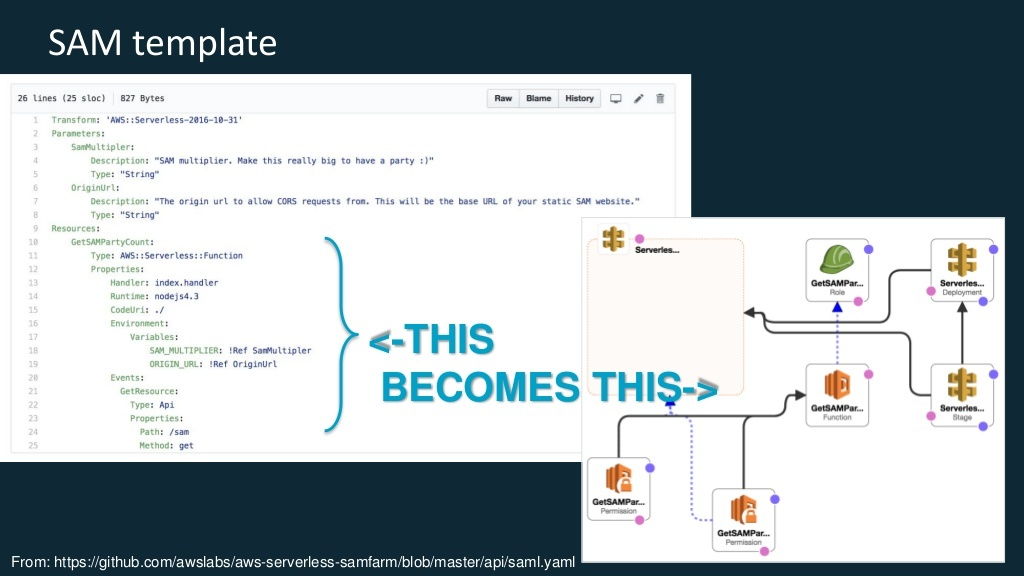 SAM template
26 lines (25 sloc) 827 Bytes
Raw Blame History
1 Transform: 'AWS::Serverless-2016-10-31'
2 Parameters:
3 SamMultipler:
4 Description: "SAM multiplier. Make this really big to have a party :)"
5 Type: "String"
6 OriginUrl:
7 Description: "The origin url to allow CORS requests from. This will be the base URL of your static SAM website."
8 Type: "String"
9 Resources:
10 GetSAMPartyCount:
11 Type: AWS::Serverless::Function
12 Properties:
13 Handler: index.handler
14 Runtime: nodejs4.3
15 CodeUri: ./
16 Environment:
17 Variables:
18 SAM_MULTIPLIER: !Ref SamMultipler
19 ORIGIN_URL: !Ref OriginUrl
20 Events:
21 GetResource:
22 Type: Api
23 Properties:
24 Path: /sam
25 Method: get
<-THIS
BECOMES THIS->
Serverles...
GetSAMPar...
Role
Serverles...
Deployment
GetSAMPar...
Function
Serverles...
Stage
GetSAMPar...
Permission
GetSAMPar...
Permission
From: https://github.com/awslabs/aws-serverless-samfarm/blob/master/api/saml.yaml